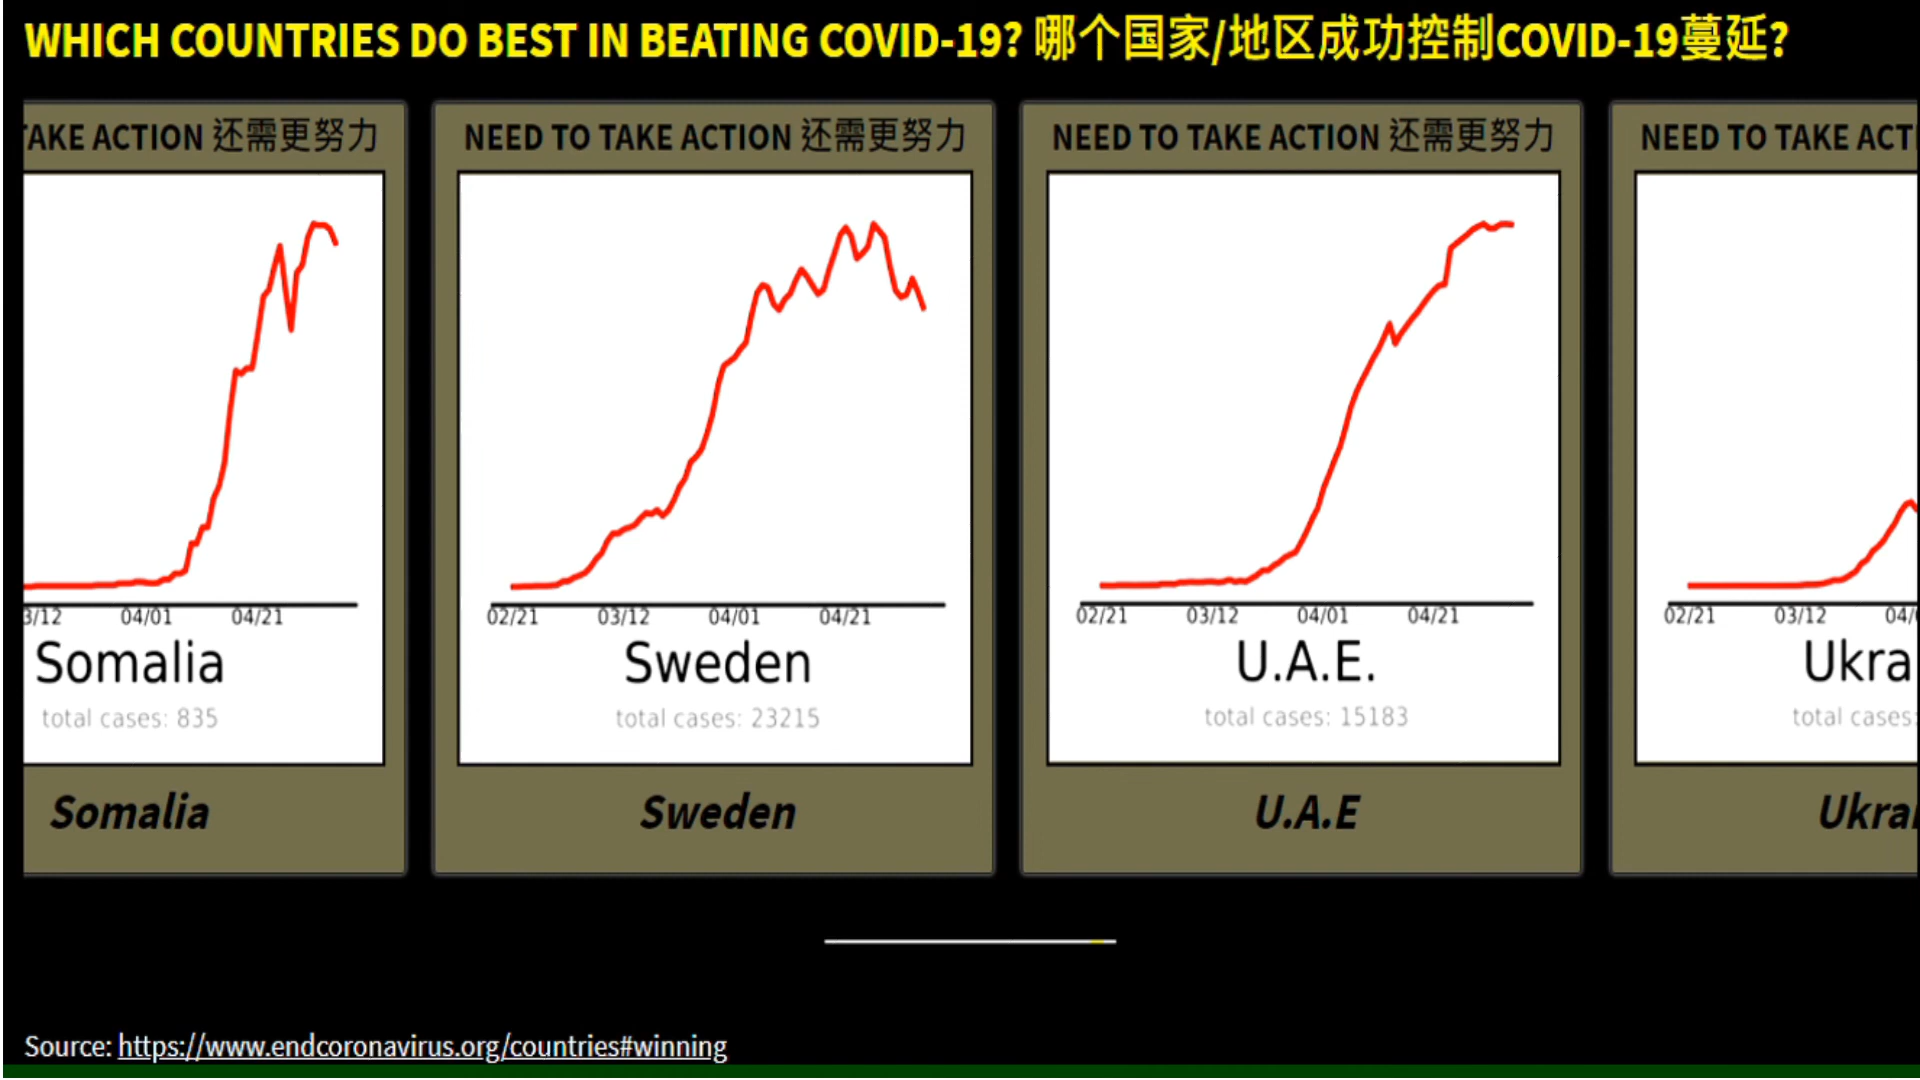 WHICH COUNTRIES DO BEST IN BEATING COVID-19? 哪个国家/地区成功控制COVID-19蔓延?
TAKE ACTION 还需更努力
3/12 04/01 04/21
Somalia
total cases: 835
Somalia
NEED TO TAKE ACTION 还需更努力
02/21 03/12 04/01 04/21
Sweden
total cases: 23215
Sweden
NEED TO TAKE ACTION 还需更努力
02/21 03/12 04/01 04/21
U.A.E.
total cases: 15183
U.A.E
NEED TO TAKE ACTI
02/21 03/12 04/0
Ukra
total cases:
Ukrai
Source: https://www.endcoronavirus.org/countries#winning